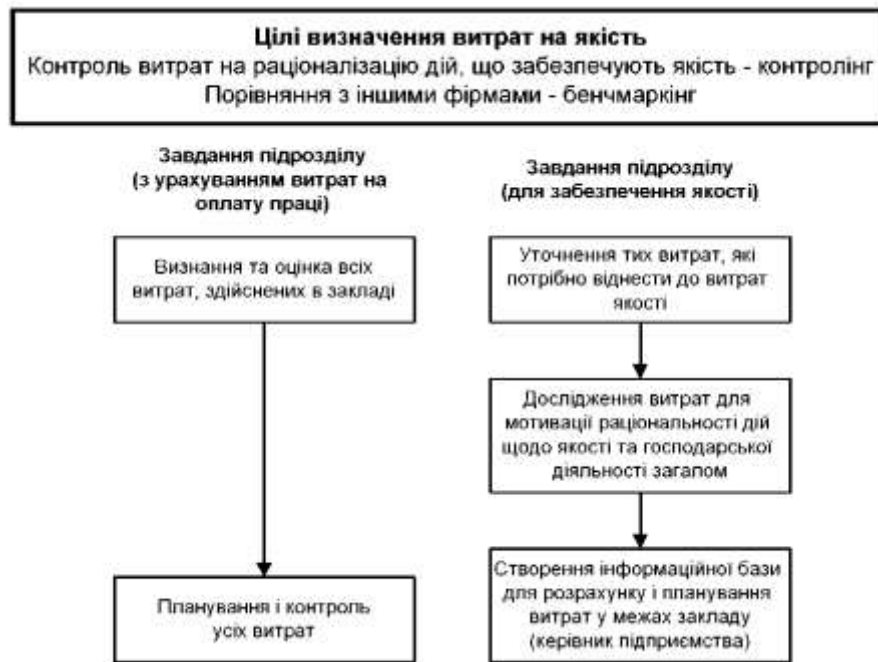 Цілі визначення витрат на якість
Контроль витрат на раціоналізацію дій, що забезпечують якість - контролінг
Порівняння з іншими фірмами - бенчмаркінг
Завдання підрозділу
(з урахуванням витрат на
оплату праці)
Визнання та оцінка всіх
витрат, здійснених в закладі
Планування і контроль
усіх витрат
Завдання підрозділу
(для забезпечення якості)
Уточнення тих витрат, які
потрібно віднести до витрат
якості
Дослідження витрат для
мотивації раціональності дій
щодо якості та господарської
діяльності загалом
Створення інформаційної бази
для розрахунку і планування
витрат у межах закладу
(керівник підприємства)